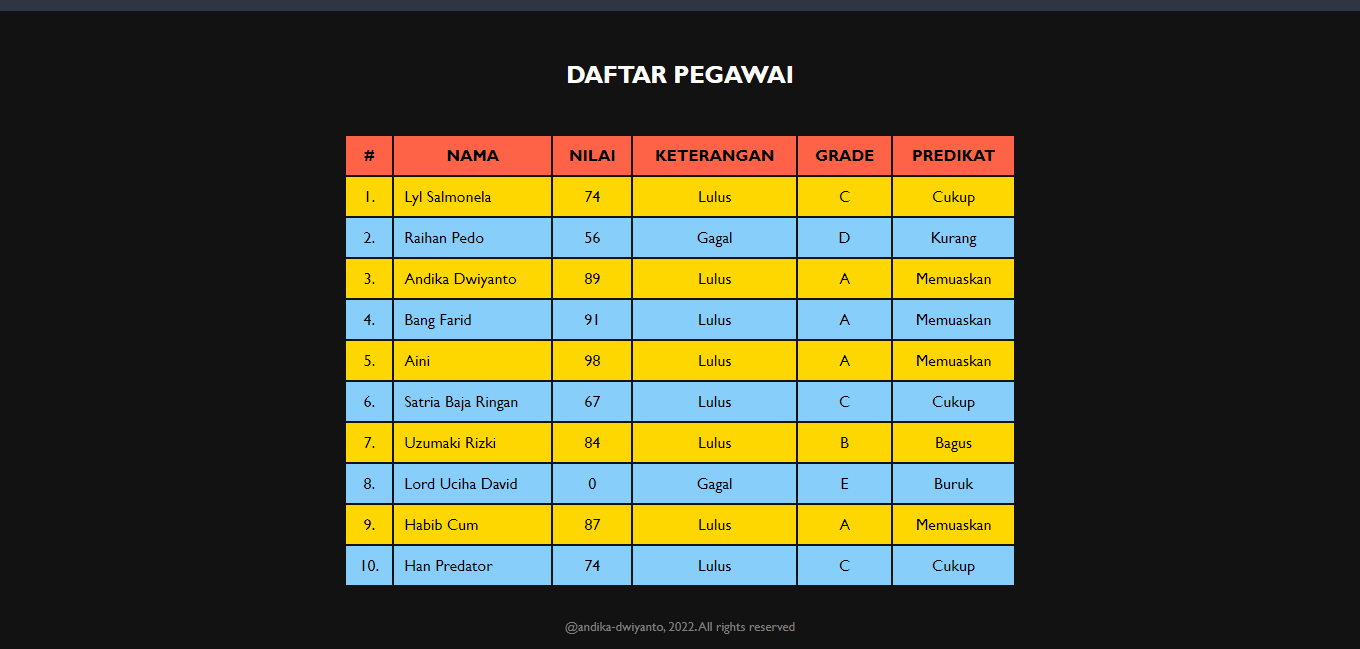 DAFTAR PEGAWAI
# NAMA NILAI KETERANGAN GRADE PREDIKAT
1. Lyl Salmonela 74 Lulus C Cukup
2. Raihan Pedo 56 Gagal D Kurang
3. Andika Dwiyanto 89 Lulus A Memuaskan
4. Bang Farid 91 Lulus A Memuaskan
5. Aini 98 Lulus A Memuaskan
6. Satria Baja Ringan 67 Lulus C Cukup
7. Uzumaki Rizki 84 Lulus B Bagus
8. Lord Uciha David 0 Gagal E Buruk
9. Habib Cum 87 Lulus A Memuaskan
10. Han Predator 74 Lulus C Cukup
@andika-dwiyanto, 2022. All rights reserved